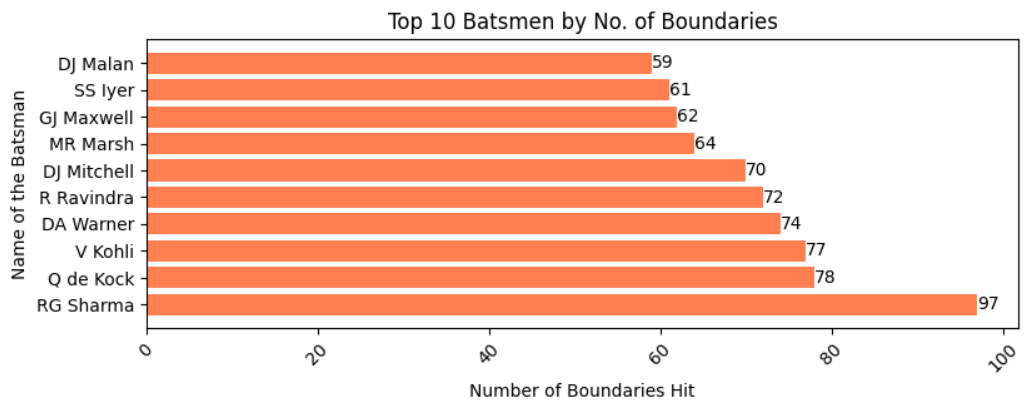 Top 10 Batsmen by No. of Boundaries
Name of the Batsman
DJ Malan 59
SS Iyer 61
GJ Maxwell 62
MR Marsh 64
DJ Mitchell 70
R Ravindra 72
DA Warner 74
V Kohli 77
Q de Kock 78
RG Sharma 97
0 20 40 60 80 100
Number of Boundaries Hit